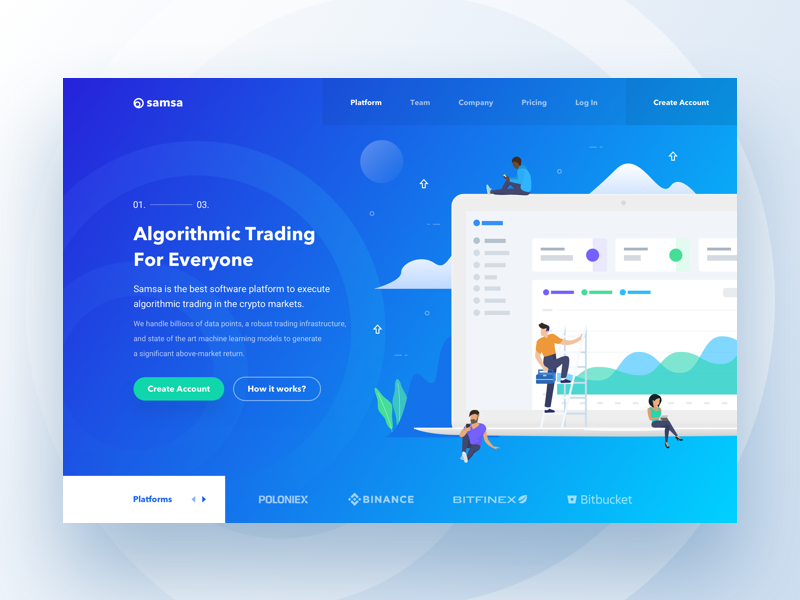 samsa
Platform Team Company Pricing Log In Create Account
01. 03.
Algorithmic Trading
For Everyone
Samsa is the best software platform to execute
algorithmic trading in the crypto markets.
We handle billions of data points, a robust trading infrastructure,
and state of the art machine learning models to generate
a significant above-market return.
Create Account How it works?
Platforms POLONIEX BINANCE BITFINEX Bitbucket